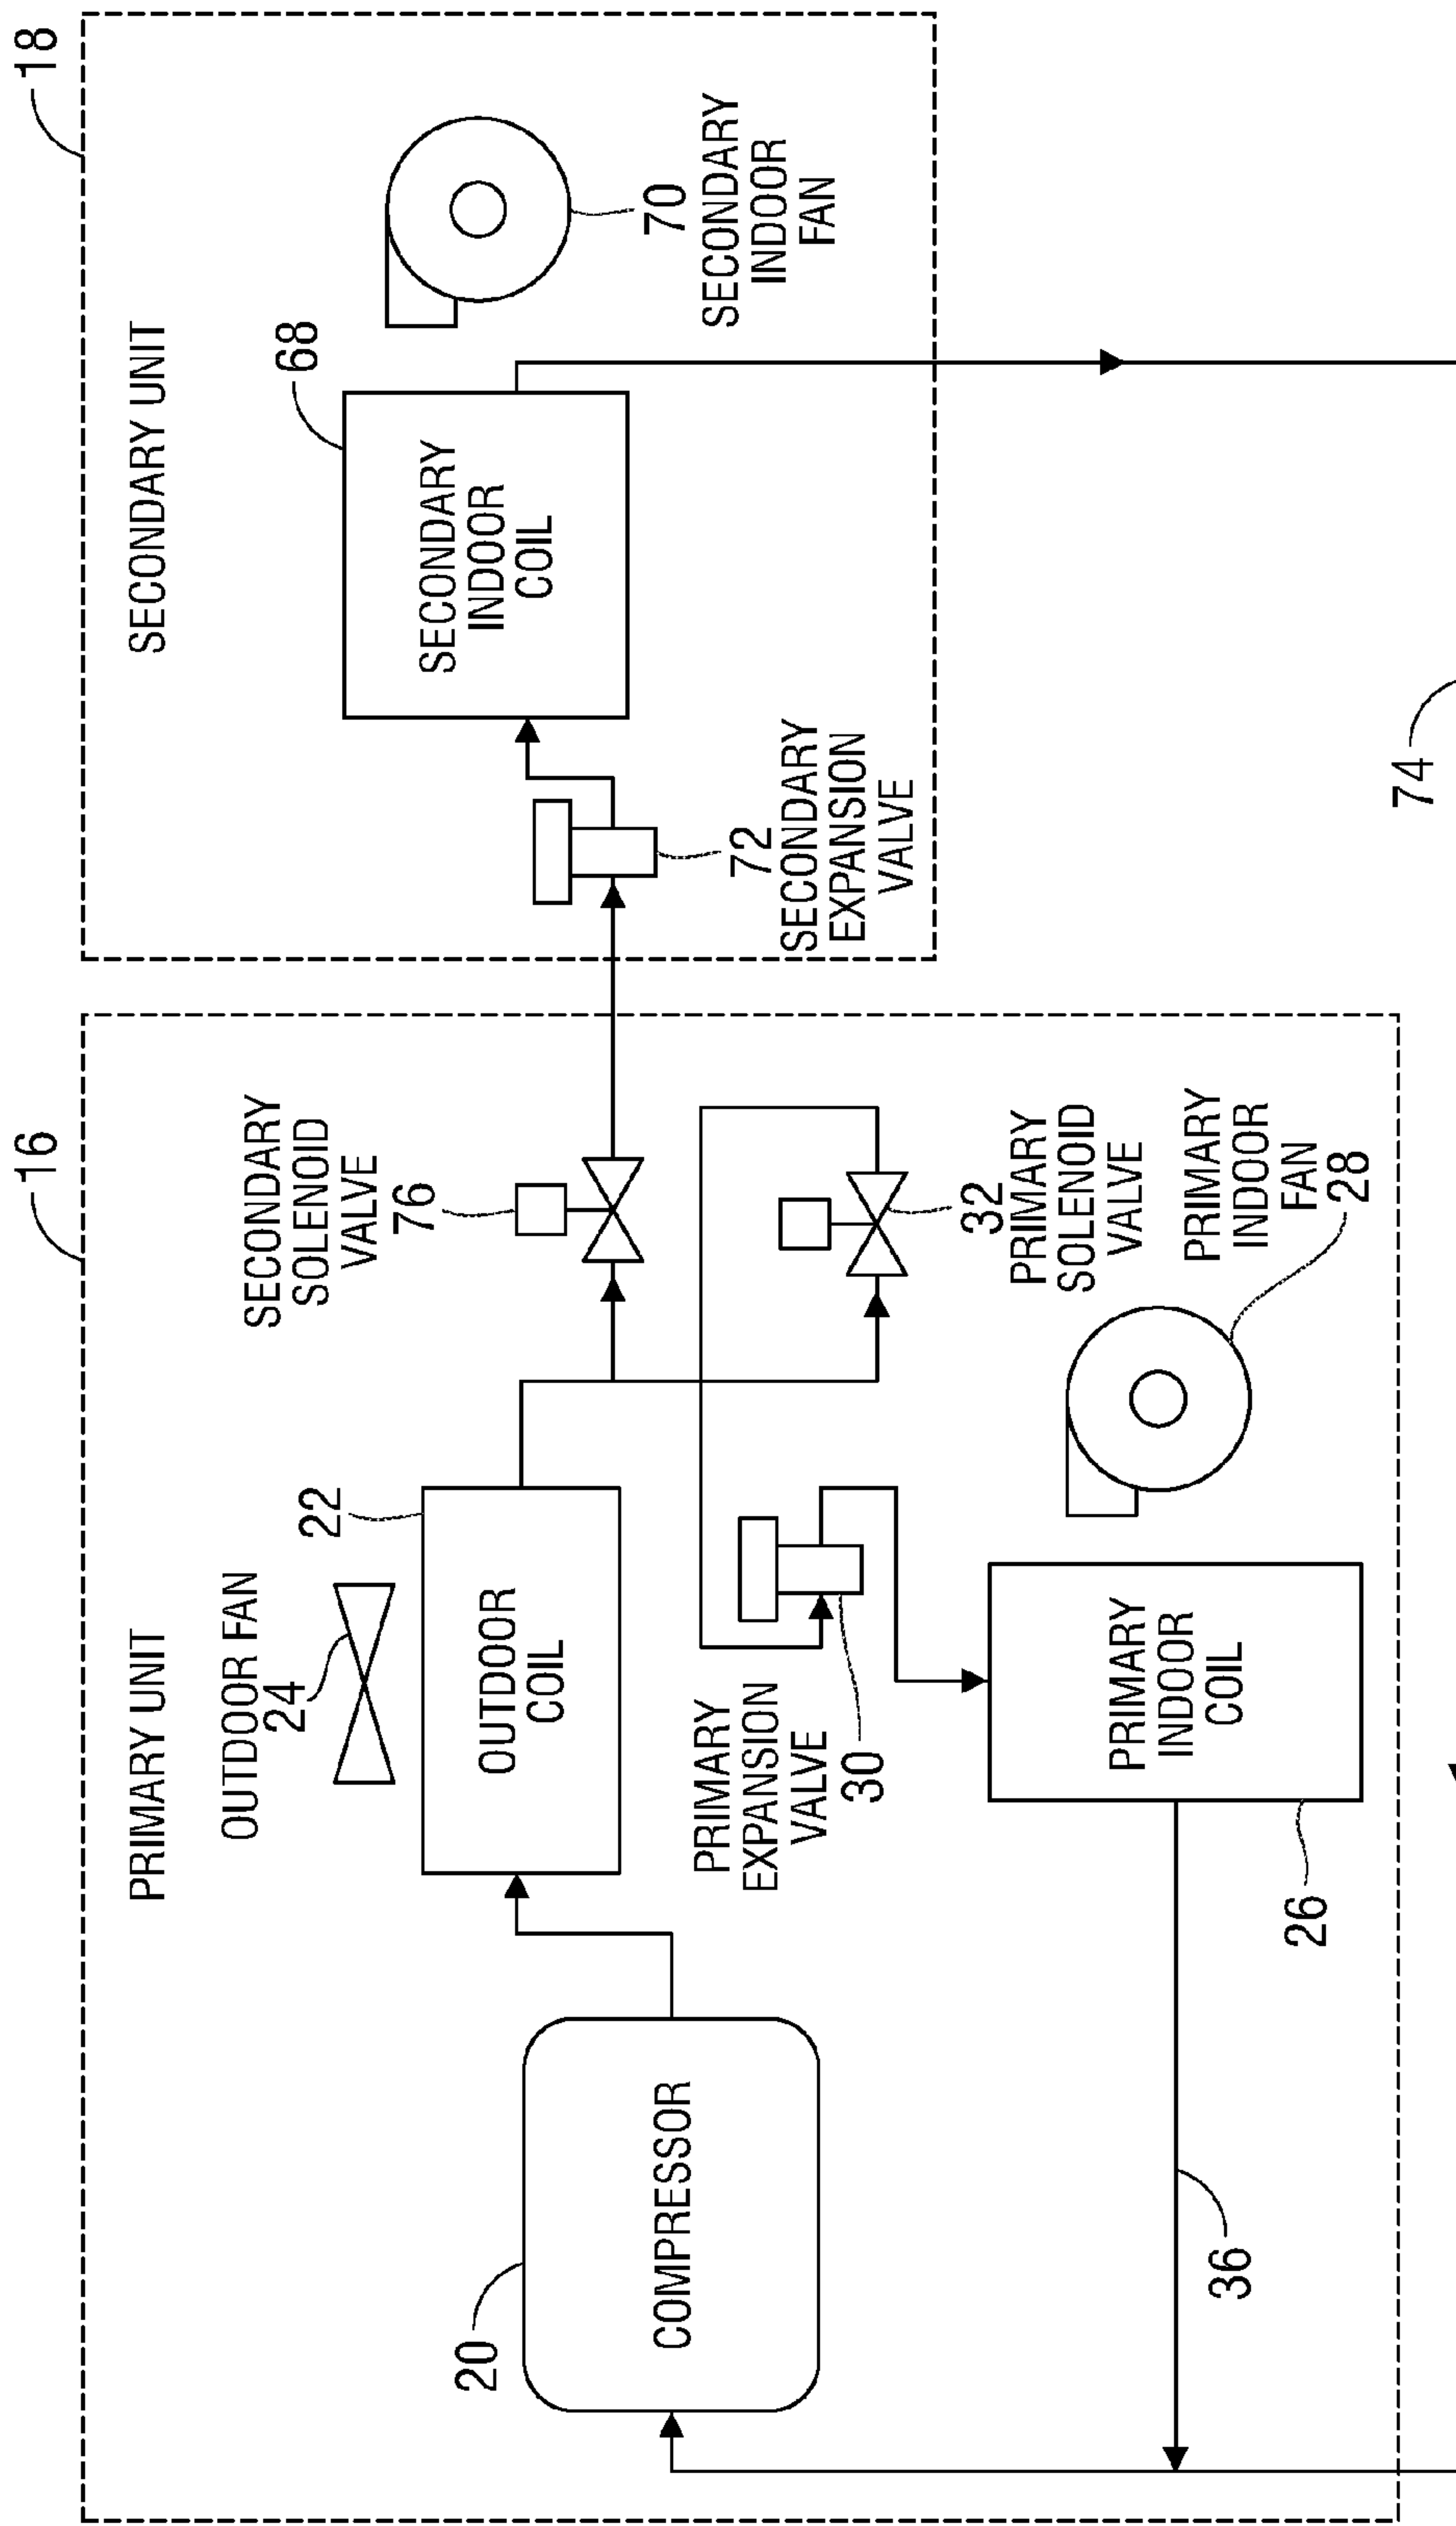 16
18
PRIMARY UNIT
SECONDARY UNIT
OUTDOOR FAN
24
22
OUTDOOR
COIL
SECONDARY
SOLENOID
VALVE
76
68
SECONDARY
INDOOR
COIL
70
SECONDARY
INDOOR
FAN
72
SECONDARY
EXPANSION
VALVE
20
COMPRESSOR
PRIMARY
EXPANSION
VALVE
30
32
PRIMARY
SOLENOID
VALVE
PRIMARY
INDOOR
FAN
28
PRIMARY
INDOOR
COIL
26
36
74